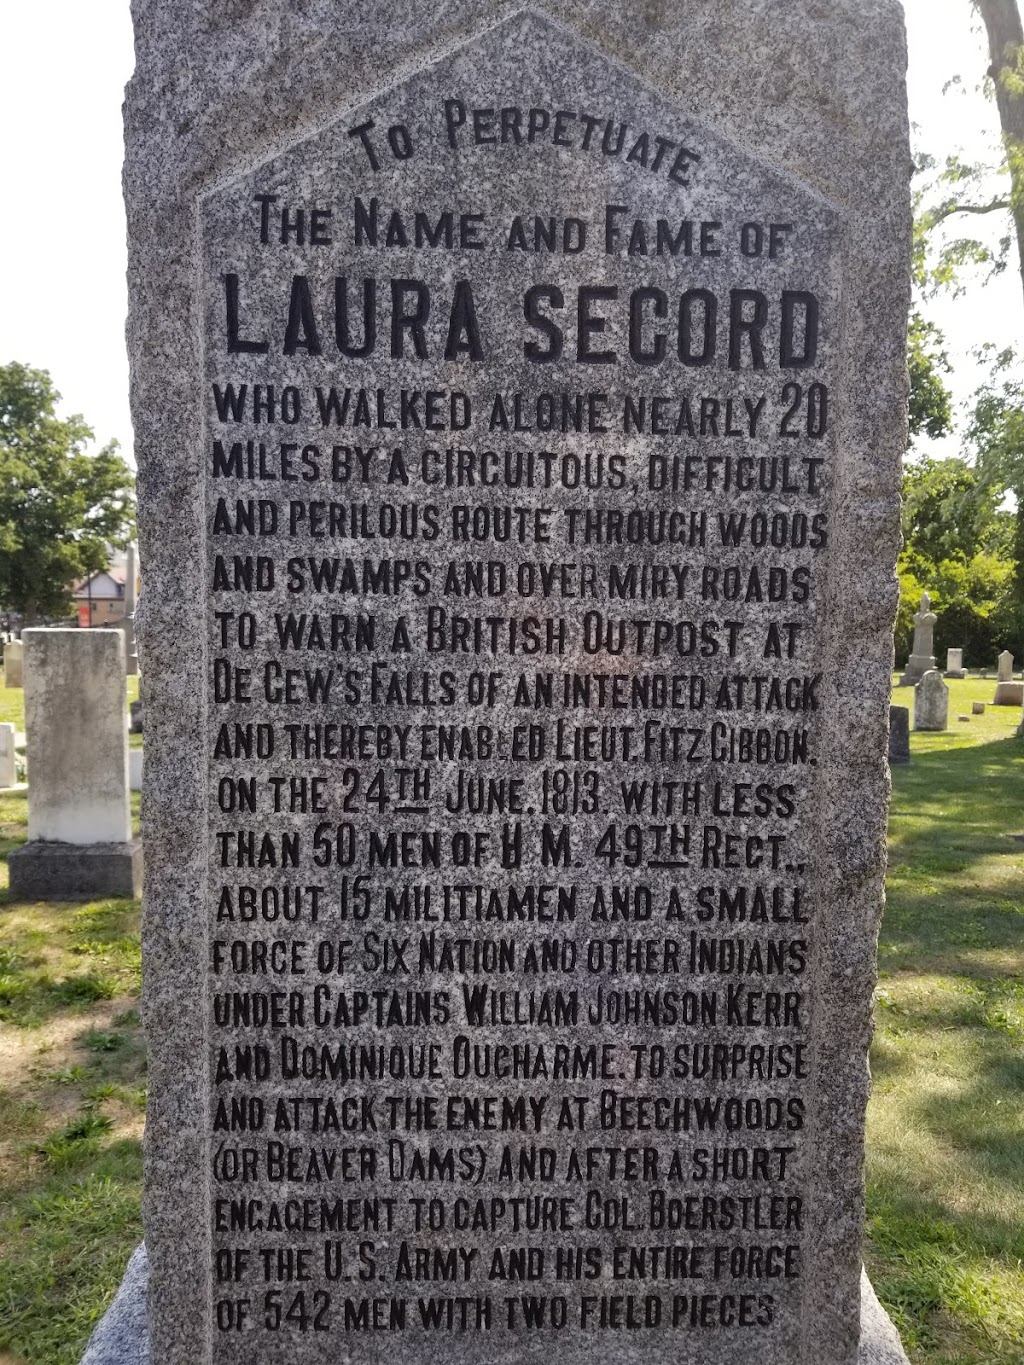 To Perpetuate
The Name and Fame of
LAURA SECORD
WHO WALKED ALONE NEARLY 20
MILES BY A CIRCUITOUS, DIFFICULT
AND PERILOUS ROUTE THROUGH WOODS
AND SWAMPS AND OVER MIRY ROADS
TO WARN A BRITISH OUTPOST AT
DE CEW'S FALLS OF AN INTENDED ATTACK
AND THEREBY ENABLED LIEUT. FITZ GIBBON.
ON THE 24TH JUNE. 1813. WITH LESS
THAN 50 MEN OF H. M. 49TH REGT.,
ABOUT 15 MILITIAMEN AND A SMALL
FORCE OF SIX NATION AND OTHER INDIANS
UNDER CAPTAINS WILLIAM JOHNSON KERR
AND DOMINIQUE DUCHARME. TO SURPRISE
AND ATTACK THE ENEMY AT BEECHWOODS
(OR BEAVER DAMS) AND AFTER A SHORT
ENGAGEMENT TO CAPTURE COL. BOERSTLER
OF THE U.S. ARMY AND HIS ENTIRE FORCE
OF 542 MEN WITH TWO FIELD PIECES